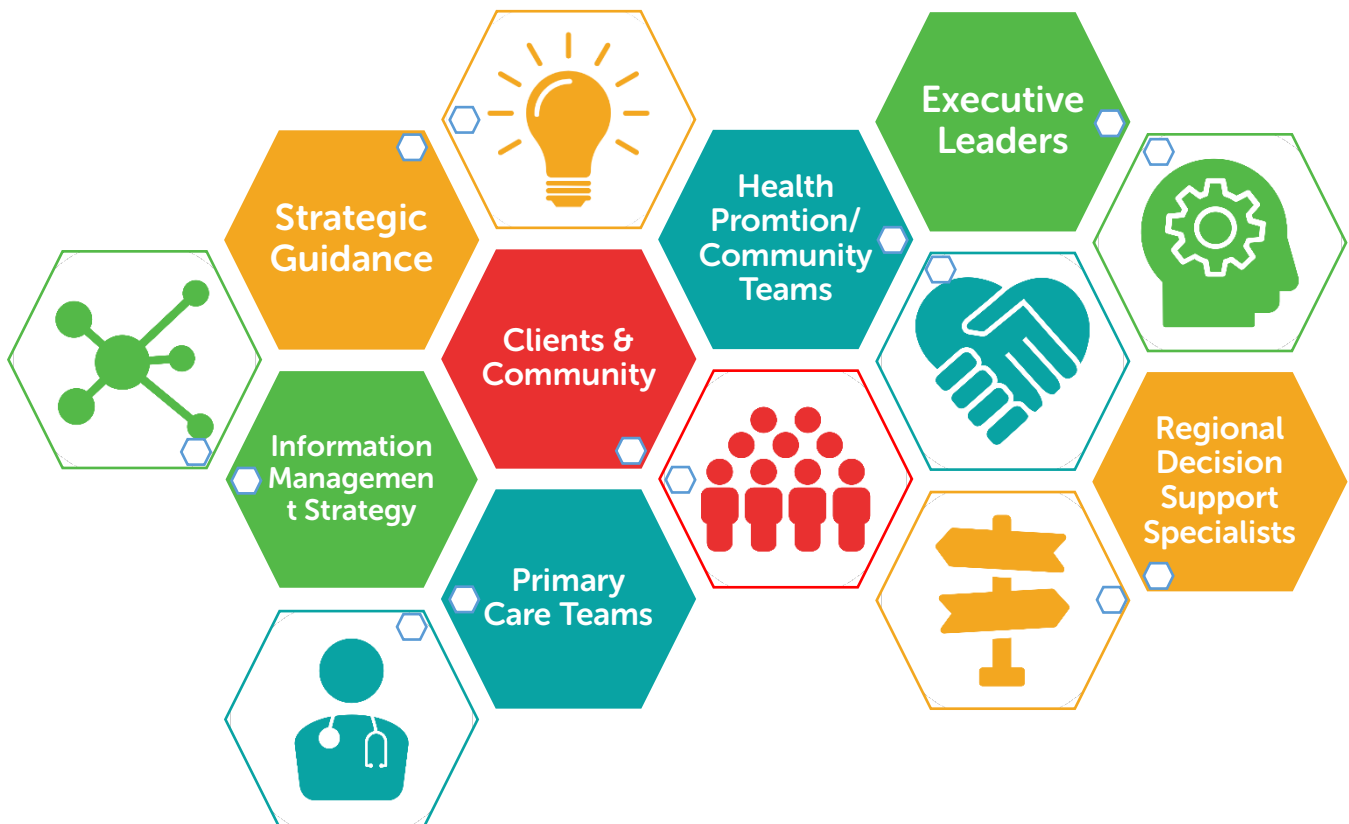 Executive
Leaders
Strategic
Guidance
Health
Promtion/
Community
Teams
Clients &
Community
Information
Managemen
t Strategy
Regional
Decision
Support
Specialists
Primary
Care Teams